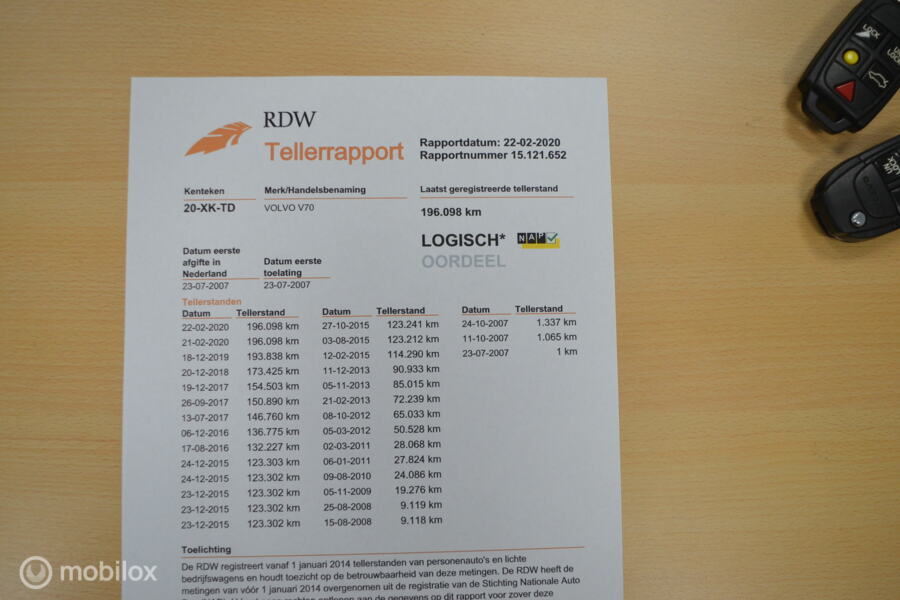 RDW
Tellerrapport
Rapportdatum: 22-02-2020
Rapportnummer 15.121.652
Kenteken
20-XK-TD
Merk/Handelsbenaming
VOLVO V70
Laatst geregistreerde tellerstand
196.098 km
LOGISCH* NAP
OORDEEL
Datum eerste
afgifte in
Nederland
23-07-2007
Datum eerste
toelating
23-07-2007
Tellerstanden
Datum Tellerstand
22-02-2020 196.098 km
21-02-2020 196.098 km
18-12-2019 193.838 km
20-12-2018 173.425 km
19-12-2017 154.503 km
26-09-2017 150.890 km
13-07-2017 146.760 km
06-12-2016 136.775 km
17-08-2016 132.227 km
24-12-2015 123.303 km
24-12-2015 123.302 km
23-12-2015 123.302 km
23-12-2015 123.302 km
23-12-2015 123.302 km
Datum Tellerstand
27-10-2015 123.241 km
03-08-2015 123.212 km
12-02-2015 114.290 km
11-12-2013 90.933 km
05-11-2013 85.015 km
21-02-2013 72.239 km
08-10-2012 65.033 km
05-03-2012 50.528 km
02-03-2011 28.068 km
06-01-2011 27.824 km
09-08-2010 24.086 km
05-11-2009 19.276 km
25-08-2008 9.119 km
15-08-2008 9.118 km
Datum Tellerstand
24-10-2007 1.337 km
11-10-2007 1.065 km
23-07-2007 1 km
Toelichting
De RDW registreert vanaf 1 januari 2014 tellerstanden van personenauto's en lichte
bedrijfswagens en houdt toezicht op de betrouwbaarheid van deze metingen. De RDW heeft de
metingen van vóór 1 januari 2014 overgenomen uit de registratie van de Stichting Nationale Auto
LOCK
mobilox